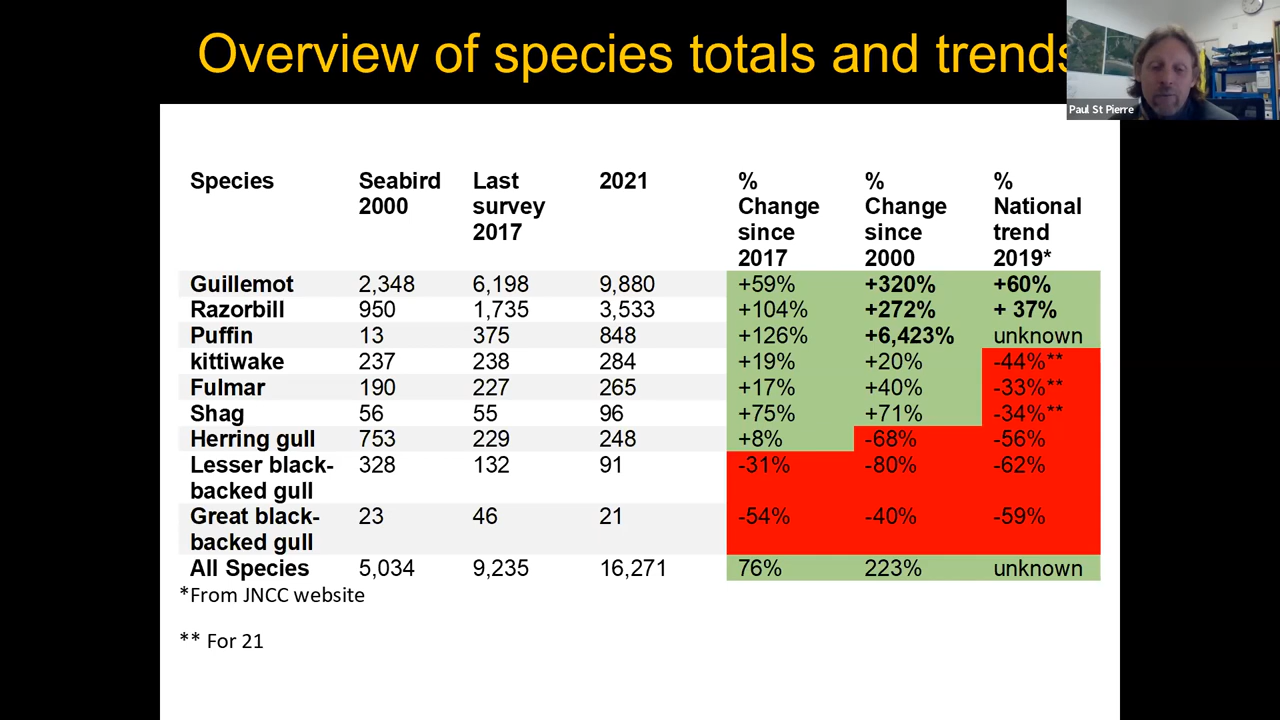 Overview of species totals and trends
Paul St Pierre
Species Seabird 2000 Last survey 2017 2021 % Change since 2017 % Change since 2000 % National trend 2019*
Guillemot 2,348 6,198 9,880 +59% +320% +60%
Razorbill 950 1,735 3,533 +104% +272% + 37%
Puffin 13 375 848 +126% +6,423% unknown
kittiwake 237 238 284 +19% +20% -44%**
Fulmar 190 227 265 +17% +40% -33%**
Shag 56 55 96 +75% +71% -34%**
Herring gull 753 229 248 +8% -68% -56%
Lesser black-backed gull 328 132 91 -31% -80% -62%
Great black-backed gull 23 46 21 -54% -40% -59%
All Species 5,034 9,235 16,271 76% 223% unknown
*From JNCC website
** For 21